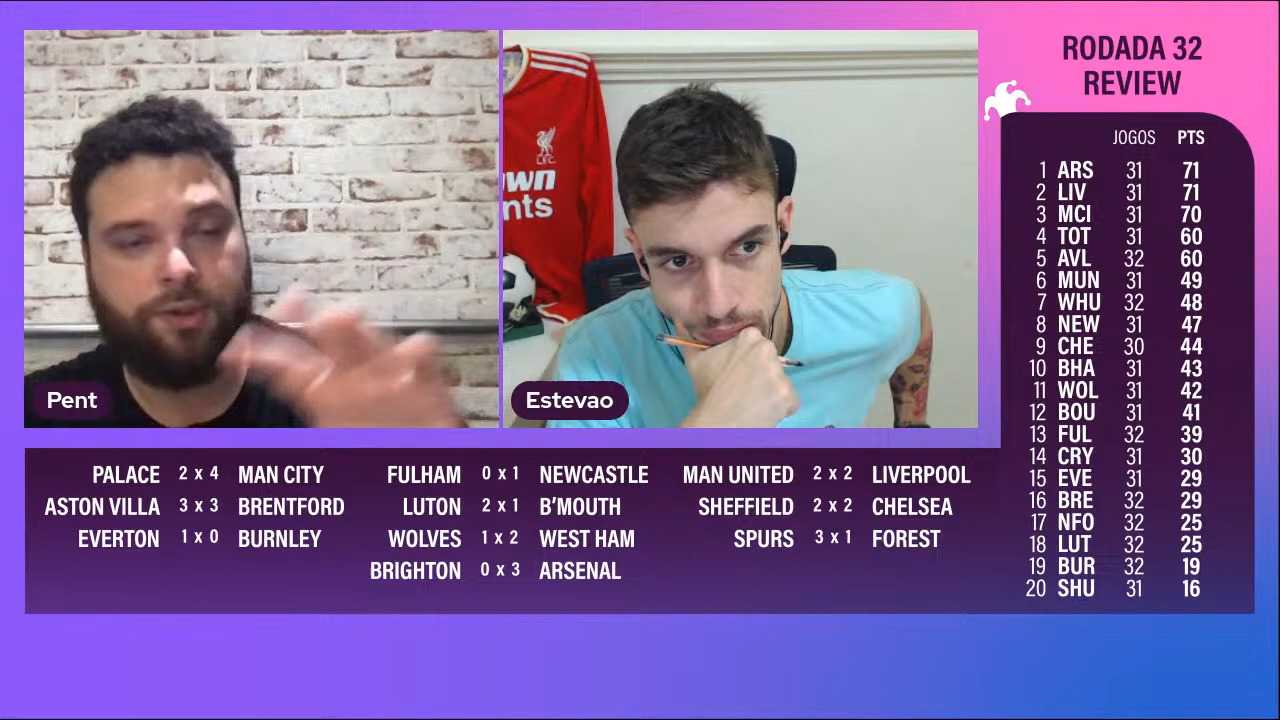 RODADA 32
REVIEW
JOGOS PTS
1 ARS 31 71
2 LIV 31 71
3 MCI 31 70
4 TOT 31 60
5 AVL 32 60
6 MUN 31 49
7 WHU 32 48
8 NEW 31 47
9 CHE 30 44
10 BHA 31 43
11 WOL 31 42
12 BOU 31 41
13 FUL 32 39
14 CRY 31 30
15 EVE 31 29
16 BRE 32 29
17 NFO 32 25
18 LUT 32 25
19 BUR 32 19
20 SHU 31 16
L.F.C.
wn
nts
Pent
Estevao
PALACE 2 x 4 MAN CITY
ASTON VILLA 3 x 3 BRENTFORD
EVERTON 1 x 0 BURNLEY
FULHAM 0 x 1 NEWCASTLE
LUTON 2 x 1 B'MOUTH
WOLVES 1 x 2 WEST HAM
BRIGHTON 0 x 3 ARSENAL
MAN UNITED 2 x 2 LIVERPOOL
SHEFFIELD 2 x 2 CHELSEA
SPURS 3 x 1 FOREST